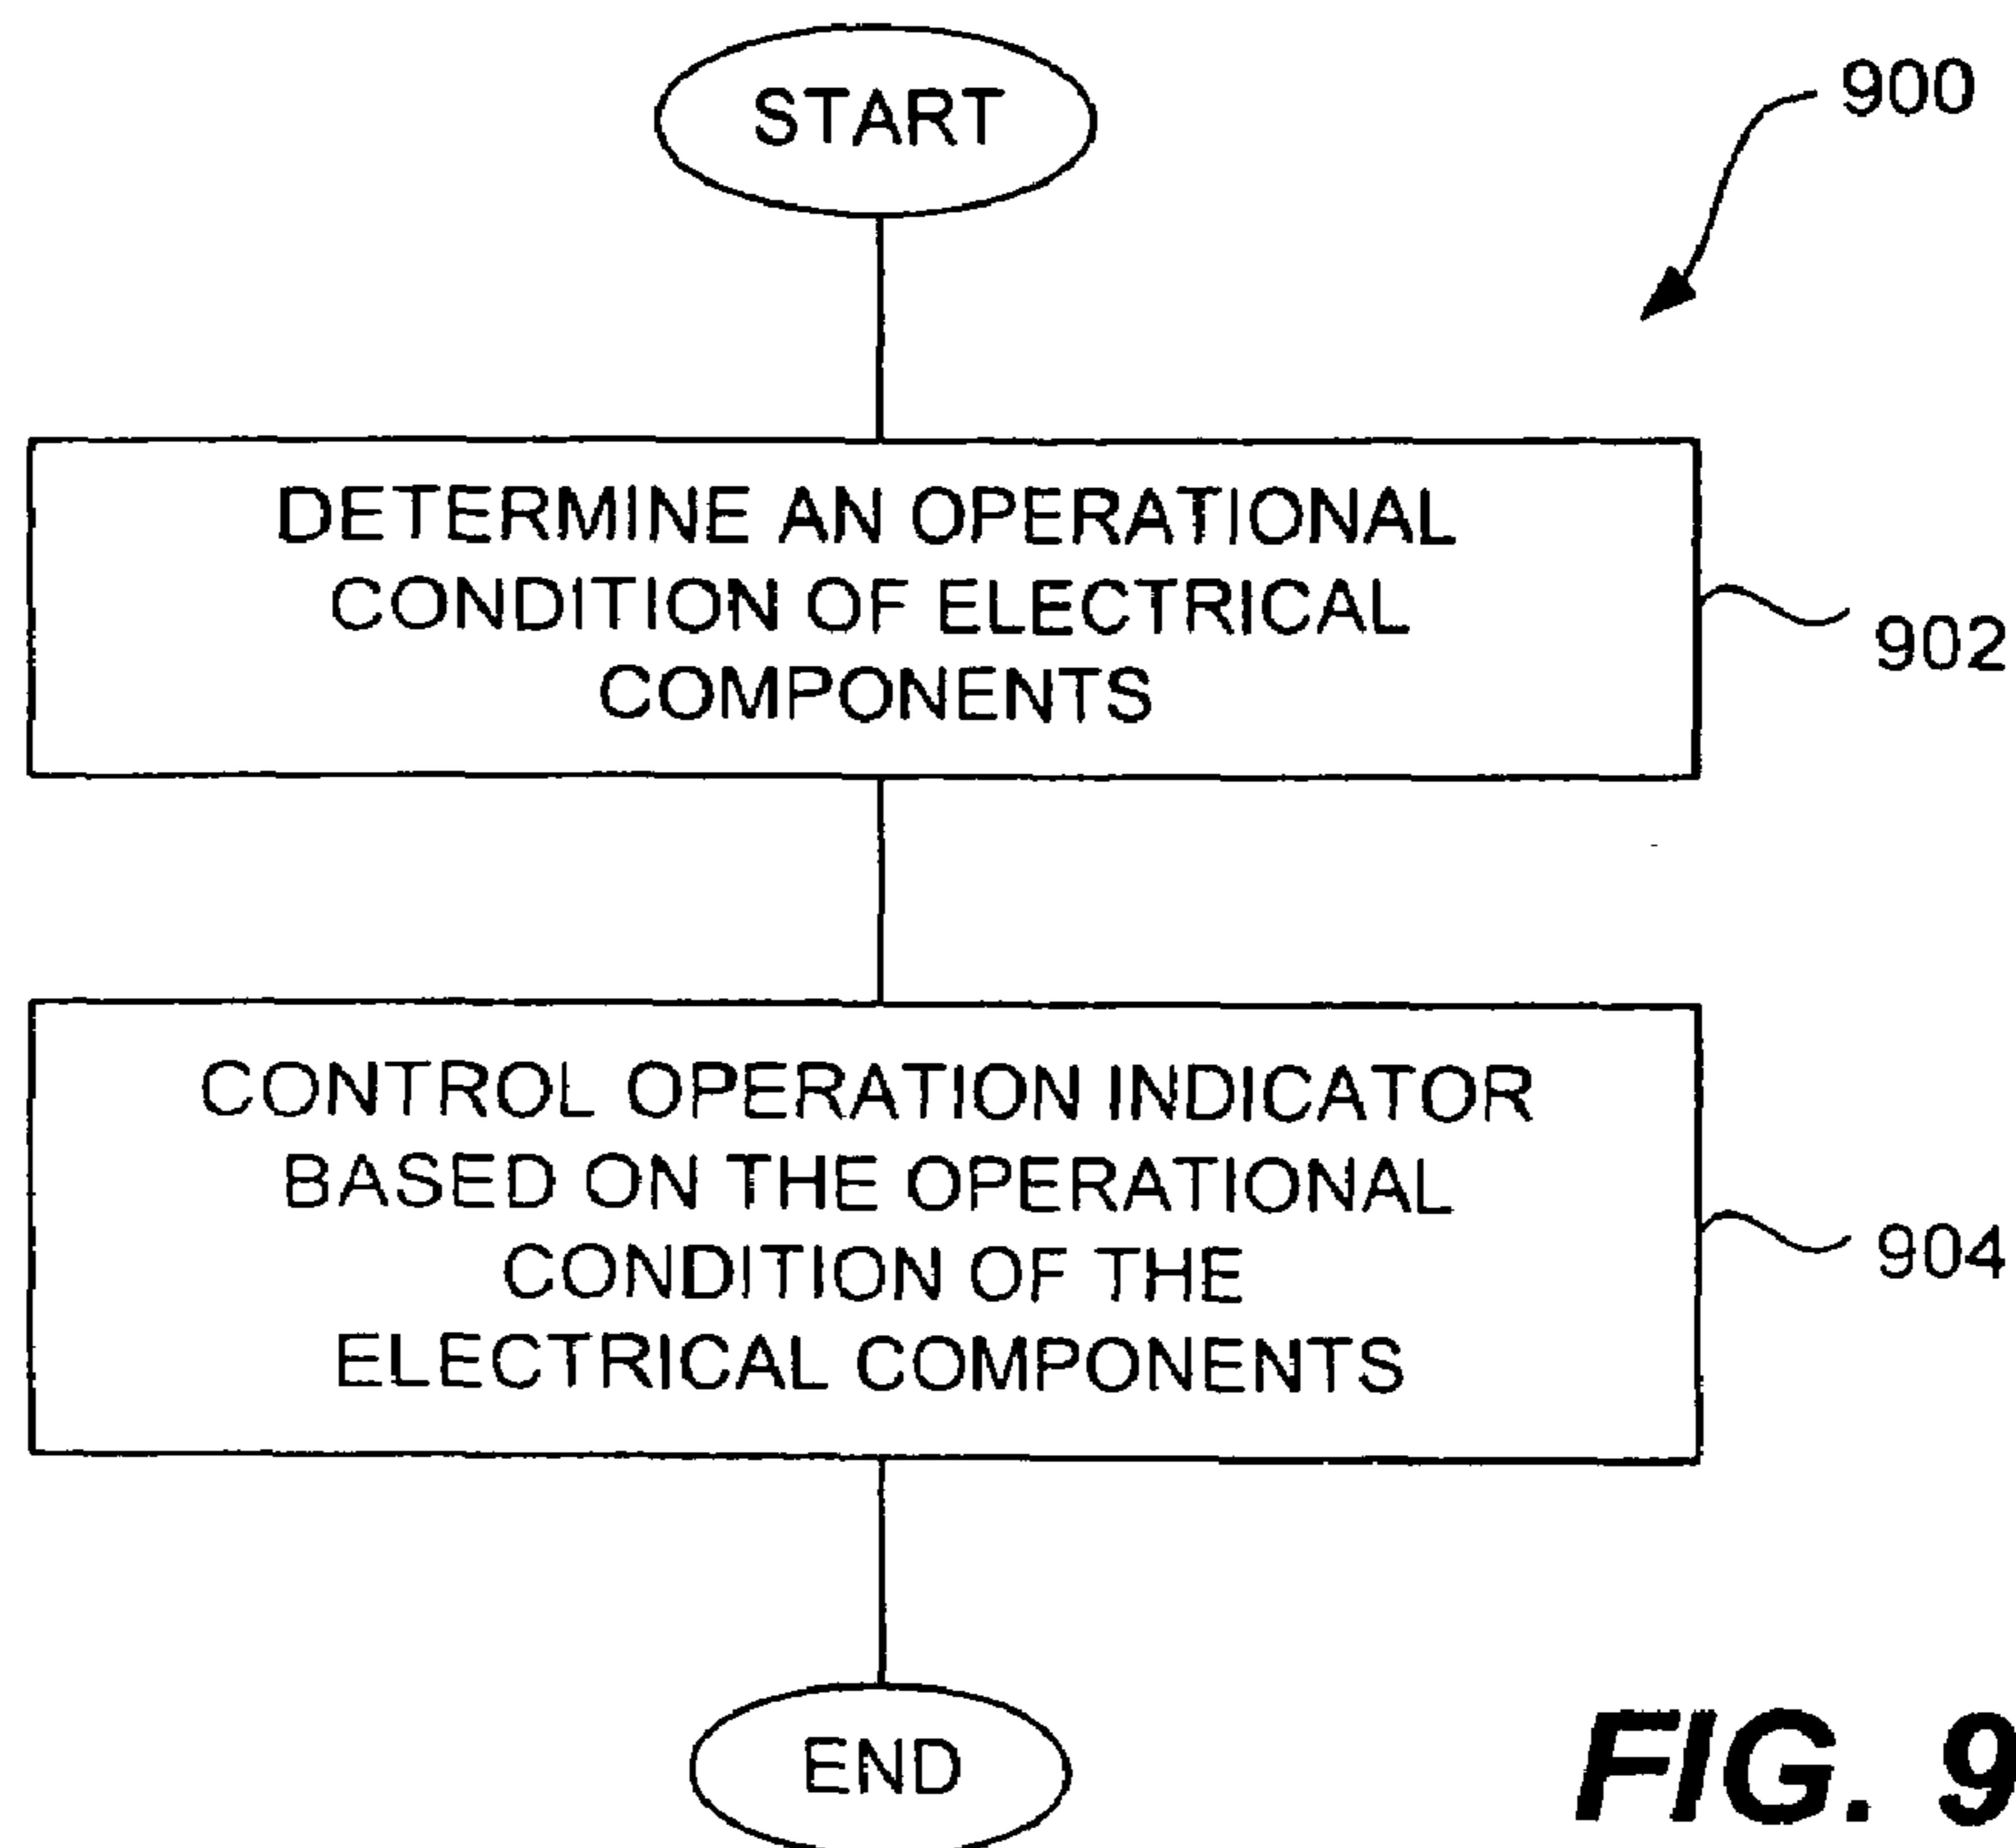 START
900
DETERMINE AN OPERATIONAL
CONDITION OF ELECTRICAL
COMPONENTS
902
CONTROL OPERATION INDICATOR
BASED ON THE OPERATIONAL
CONDITION OF THE
ELECTRICAL COMPONENTS
904
END
FIG. 9